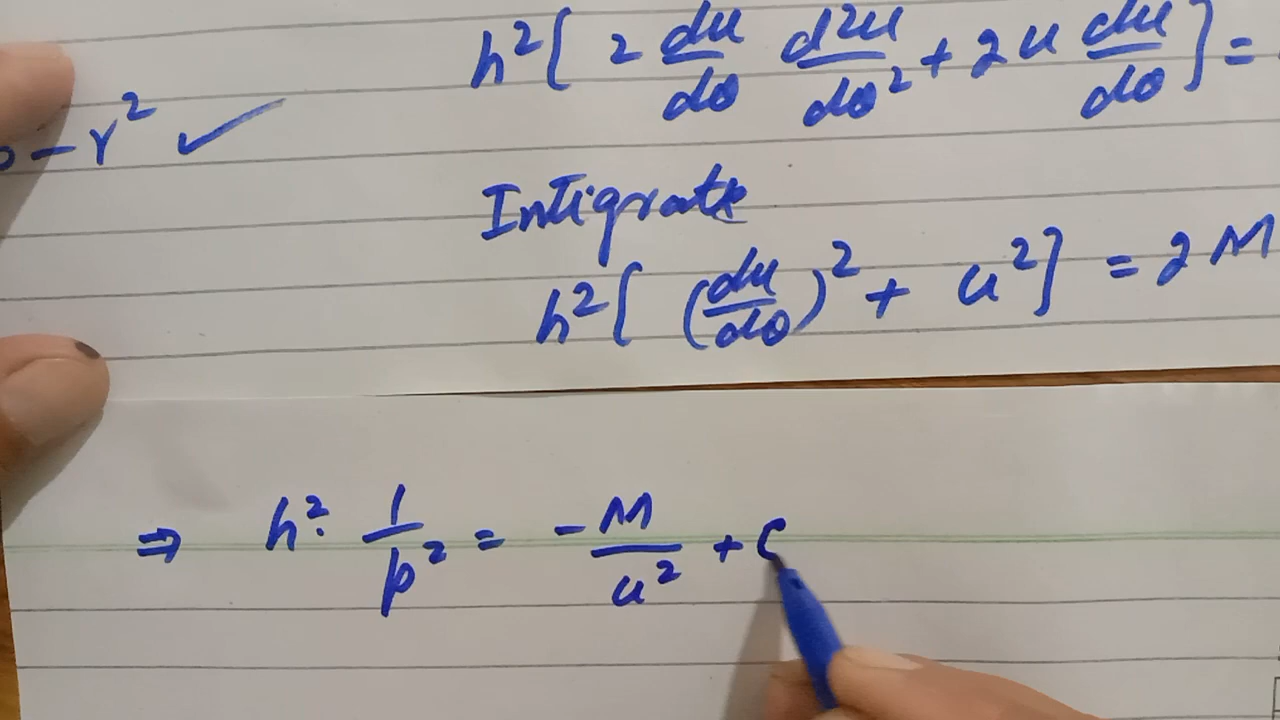 h²[ 2 du/dθ d2u/dθ² + 2u du/dθ ] =
- r² ✓
Intigrate
h²[ (du/dθ)² + u² ] = 2 M
⇒ h². 1/p² = - M/u² + C